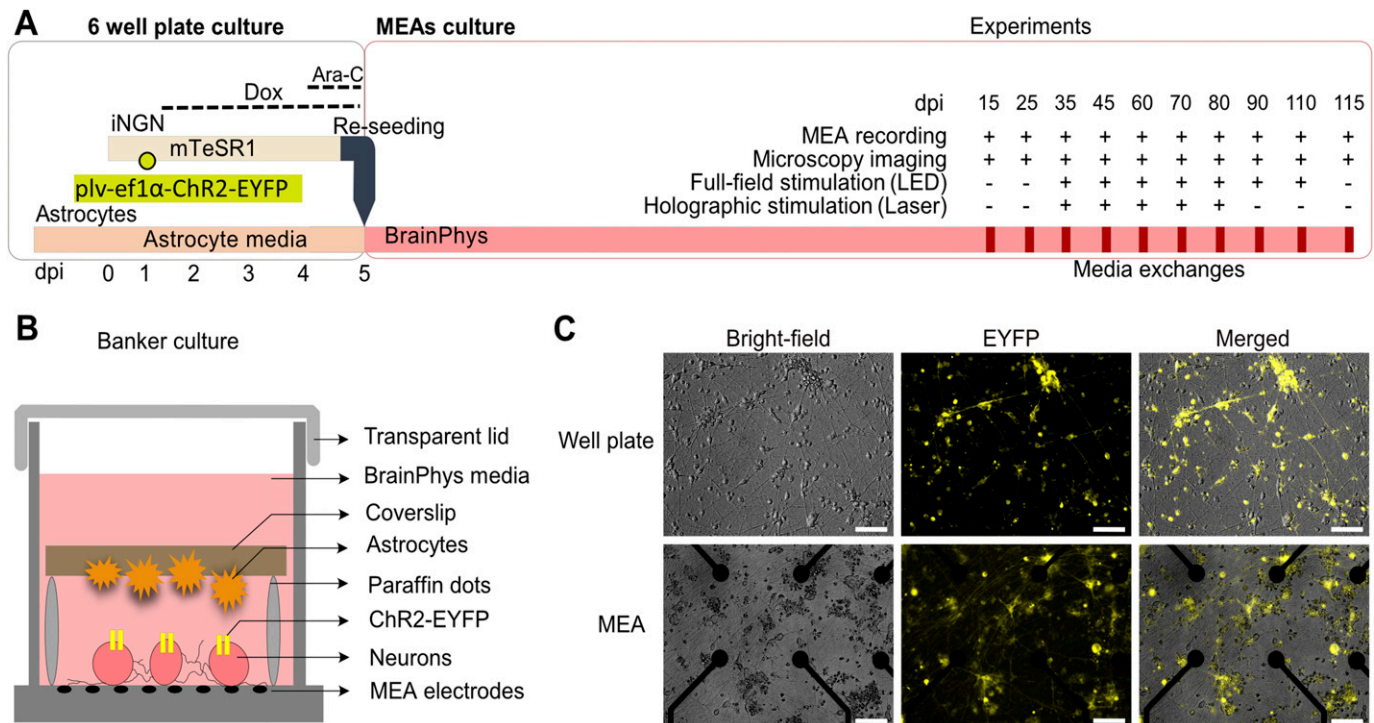 A
6 well plate culture
MEAs culture
Experiments
Ara-C
Dox
iNGN
Re-seeding
mTeSR1
plv-ef1α-ChR2-EYFP
Astrocytes
Astrocyte media
BrainPhys
dpi 0 1 2 3 4 5
dpi 15 25 35 45 60 70 80 90 110 115
MEA recording + + + + + + + + + +
Microscopy imaging + + + + + + + + + +
Full-field stimulation (LED) - - + + + + + + + -
Holographic stimulation (Laser) - - + + + + + - - -
Media exchanges
B
Banker culture
Transparent lid
BrainPhys media
Coverslip
Astrocytes
Paraffin dots
ChR2-EYFP
Neurons
MEA electrodes
C
Bright-field EYFP Merged
Well plate
MEA